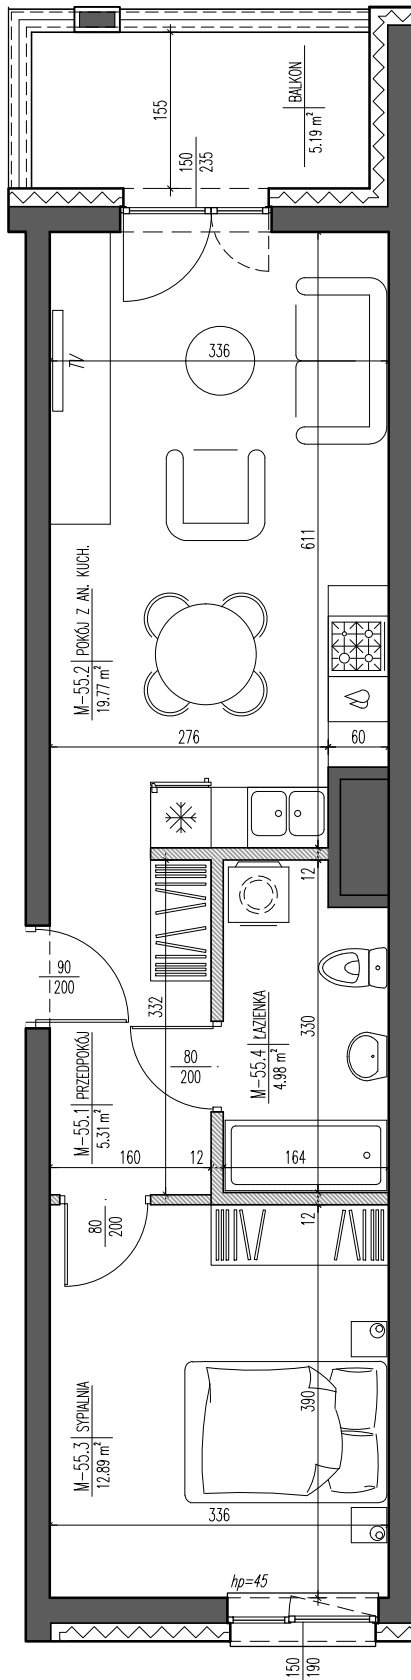 BALKON
5.19 m²
155
150
235
TV
336
611
M-55.2 POKÓJ Z AN. KUCH.
19.77 m²
276
60
12
90
200
332
330
M-55.1 PRZEDPOKÓJ
5.31 m²
80
200
M-55.4 ŁAZIENKA
4.98 m²
160
12
164
12
80
200
M-55.3 SYPIALNIA
12.89 m²
390
336
hp=45
150
190